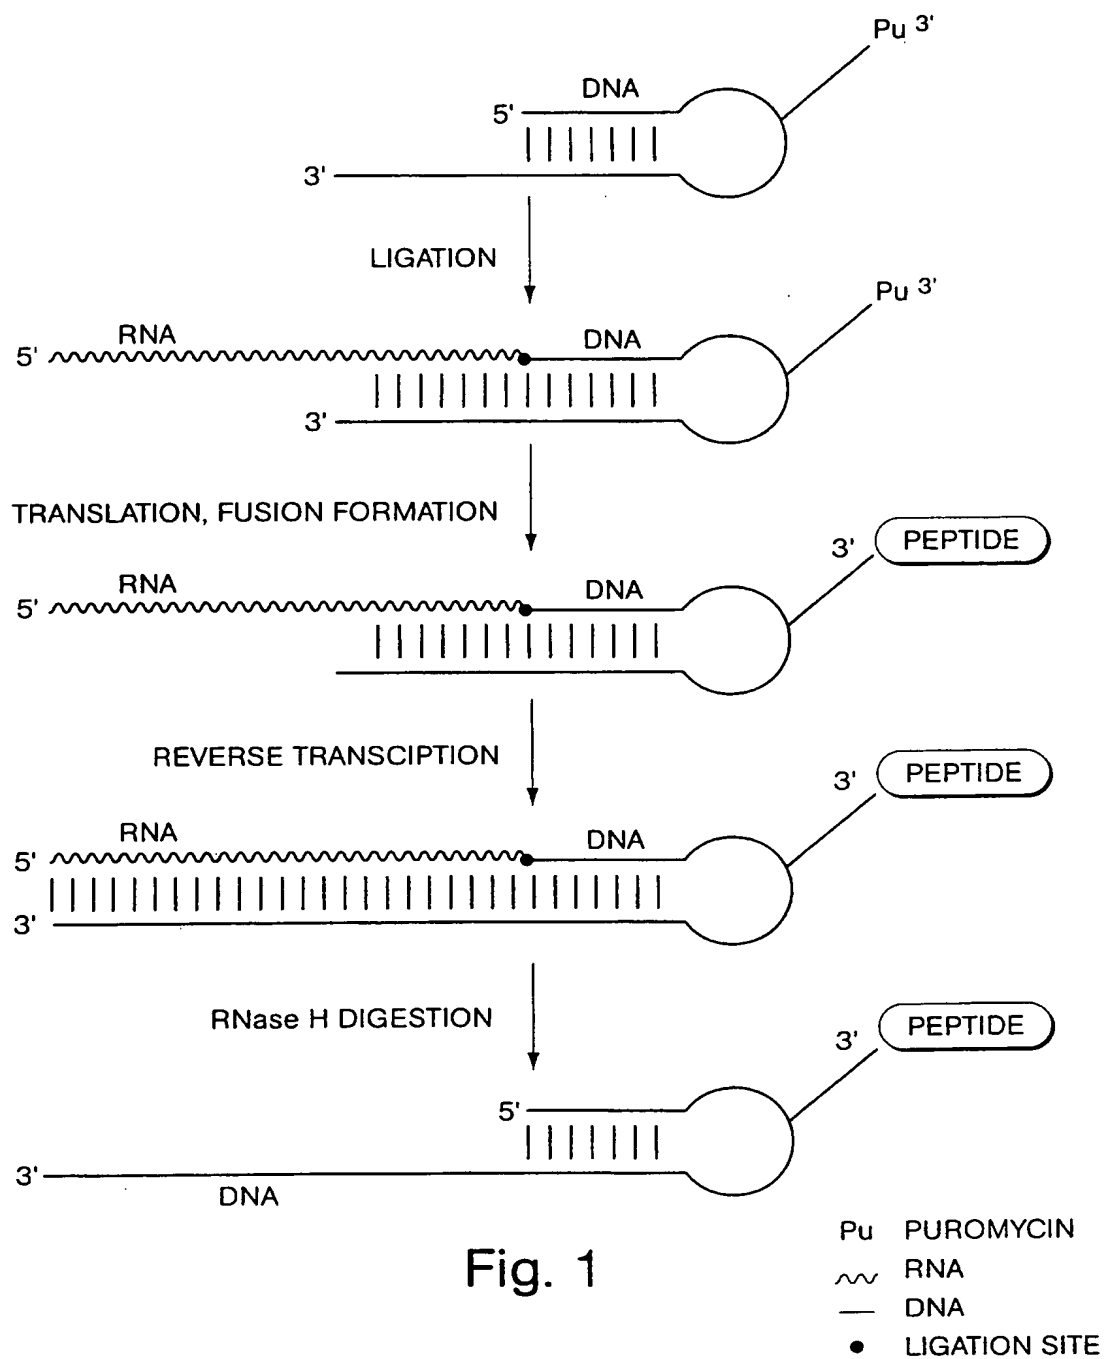 Pu 3'
DNA
5'
3'
LIGATION
Pu 3'
RNA
DNA
5'
3'
TRANSLATION, FUSION FORMATION
3' PEPTIDE
RNA
DNA
5'
REVERSE TRANSCIPTION
3' PEPTIDE
RNA
DNA
5'
3'
RNase H DIGESTION
3' PEPTIDE
5'
3'
DNA
Fig. 1
Pu PUROMYCIN
RNA
DNA
LIGATION SITE